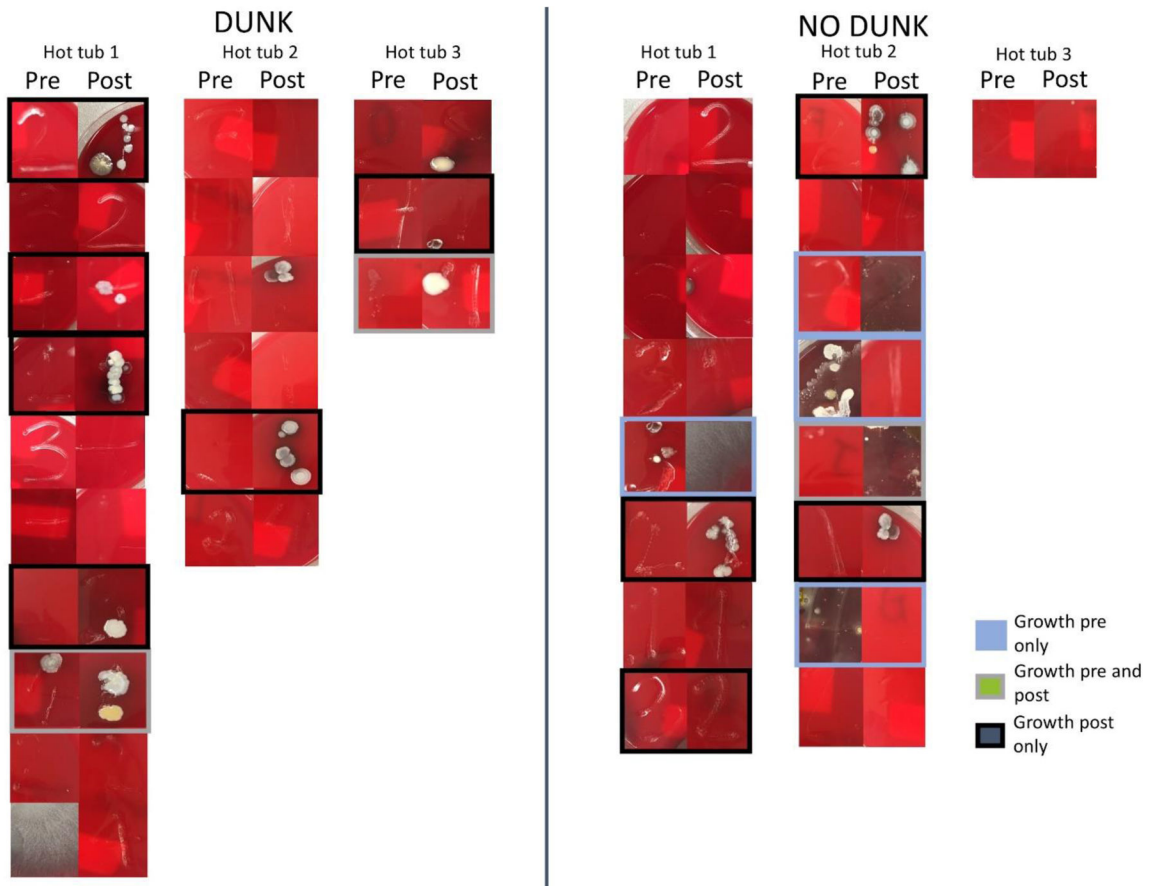 DUNK
NO DUNK
Hot tub 1
Hot tub 2
Hot tub 3
Hot tub 1
Hot tub 2
Hot tub 3
Pre Post
Pre Post
Pre Post
Pre Post
Pre Post
Pre Post
Growth pre
only
Growth pre and
post
Growth post
only